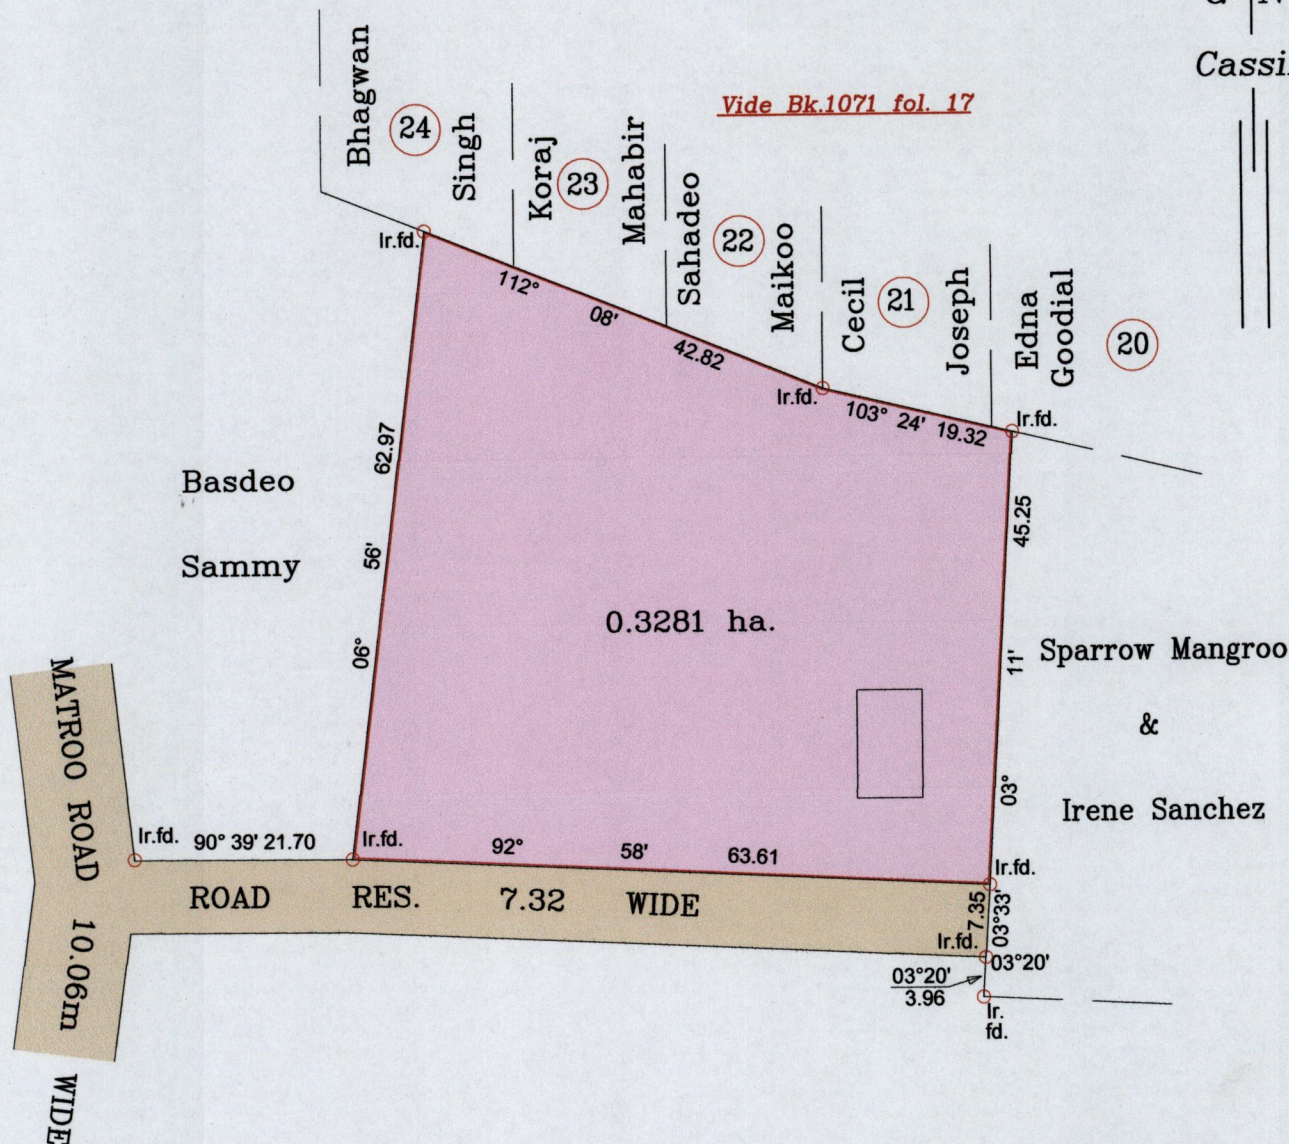 Cassi
Vide Bk.1071 fol. 17
Bhagwan
24
Singh
Koraj
23
Mahabir
Sahadeo
22
Maikoo
Cecil
21
Joseph
Edna
Goodial
20
Ir.fd.
112° 08' 42.82
Ir.fd.
103° 24' 19.32
Ir.fd.
06° 56' 62.97
03° 11' 45.25
Basdeo
Sammy
0.3281 ha.
Sparrow Mangroo
&
Irene Sanchez
MATROO ROAD 10.06m WIDE
Ir.fd.
90° 39' 21.70
Ir.fd.
92° 58' 63.61
Ir.fd.
ROAD RES. 7.32 WIDE
7.35
03°33'
Ir.fd.
03°20'
03°20'
3.96
Ir.
fd.